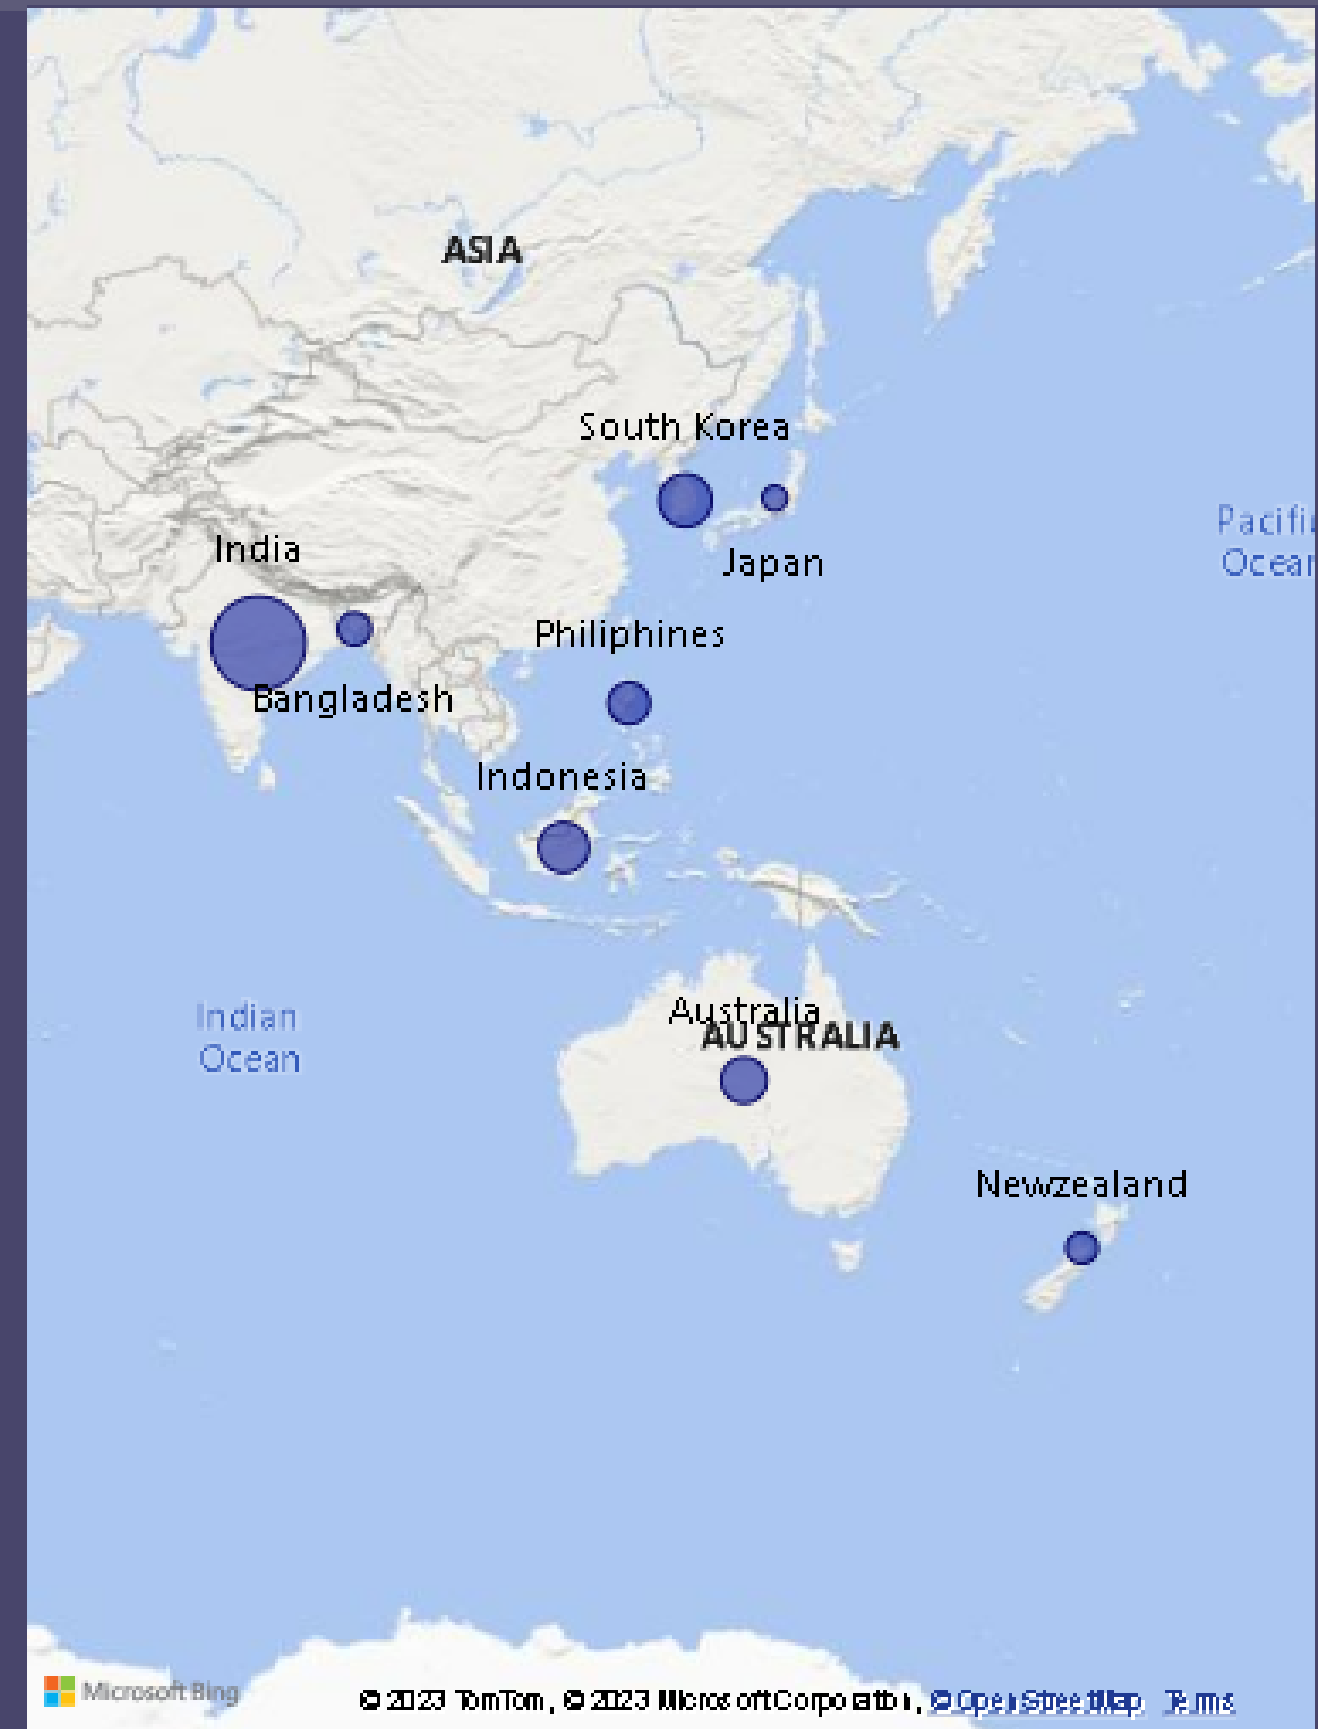 ASIA
South Korea
Pacific
Ocean
India
Japan
Philiphines
Bangladesh
Indonesia
Indian
Ocean
Australia
AUSTRALIA
Newzealand
Microsoft Bing
© 2023 TomTom, © 2023 Microsoft Corporation, © OpenStreetMap Terms